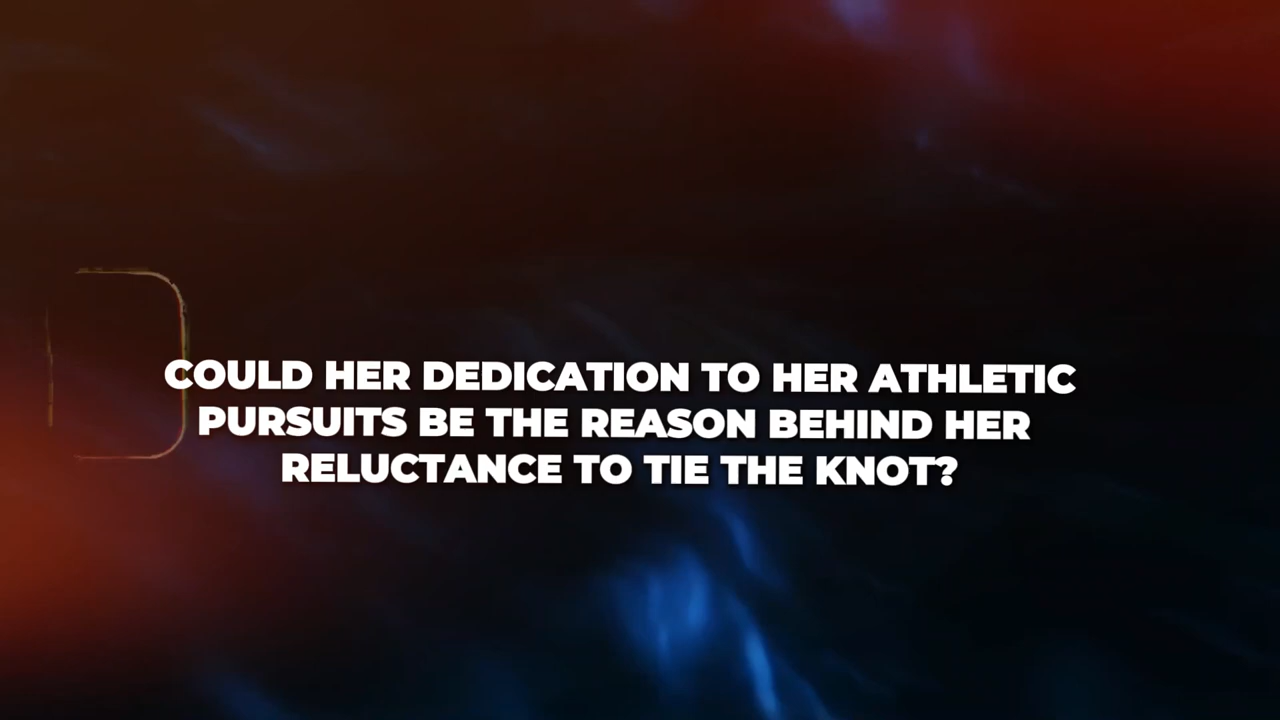 COULD HER DEDICATION TO HER ATHLETIC
PURSUITS BE THE REASON BEHIND HER
RELUCTANCE TO TIE THE KNOT?